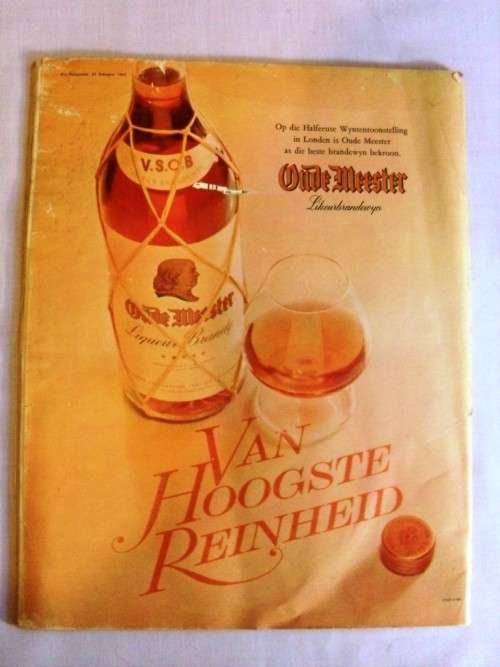 Op die Halfeeuse Wyntentoonstelling
in Londen is Oude Meester
as die beste brandewyn bekroon.
Oude Meester
Likeurbrandewyn
V.S.O.B
Oude Meester
Liqueur Brandy
VAN
HOOGSTE
REINHEID